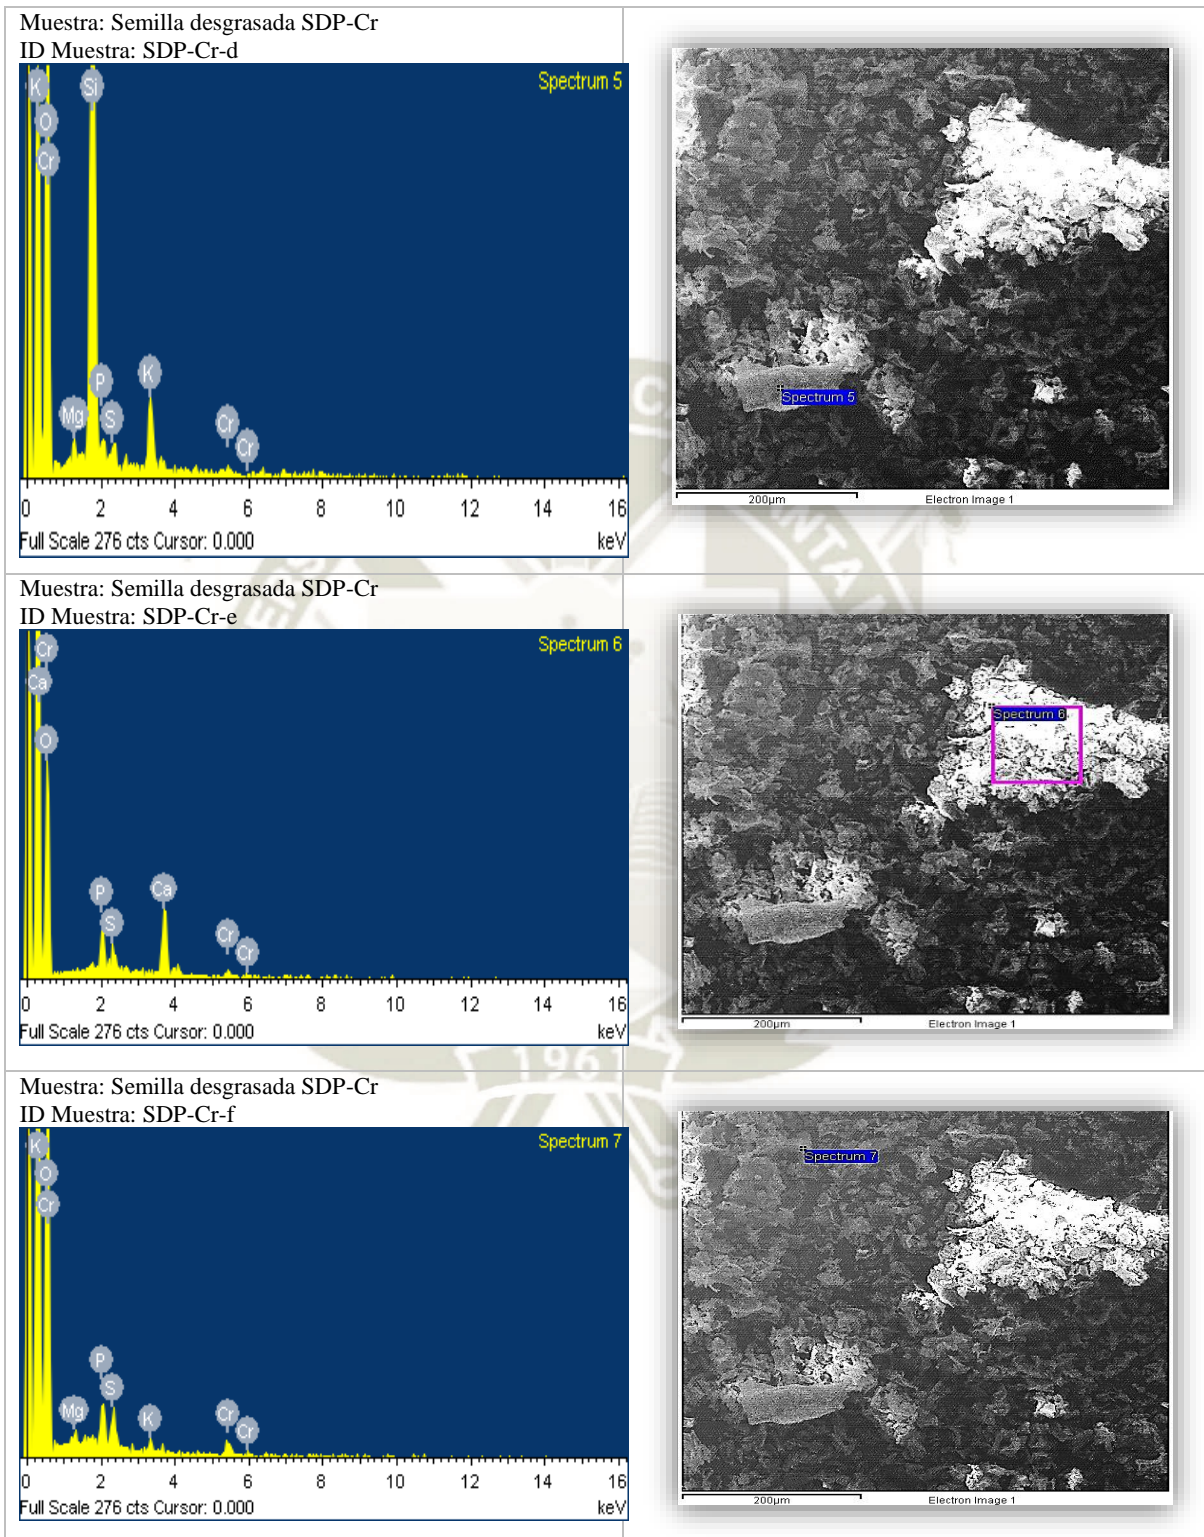 Muestra: Semilla desgrasada SDP-Cr
ID Muestra: SDP-Cr-d
Spectrum 5
K
Si
O
Cr
K
P
Mg
S
Cr
Cr
0 2 4 6 8 10 12 14 16
Full Scale 276 cts Cursor: 0.000 keV
Spectrum 5
200µm Electron Image 1
Muestra: Semilla desgrasada SDP-Cr
ID Muestra: SDP-Cr-e
Spectrum 6
Cr
Ca
O
P
Ca
S
Cr
Cr
0 2 4 6 8 10 12 14 16
Full Scale 276 cts Cursor: 0.000 keV
Spectrum 6
200µm Electron Image 1
1961
Muestra: Semilla desgrasada SDP-Cr
ID Muestra: SDP-Cr-f
Spectrum 7
K
O
Cr
P
S
Mg
K
Cr
Cr
0 2 4 6 8 10 12 14 16
Full Scale 276 cts Cursor: 0.000 keV
Spectrum 7
200µm Electron Image 1